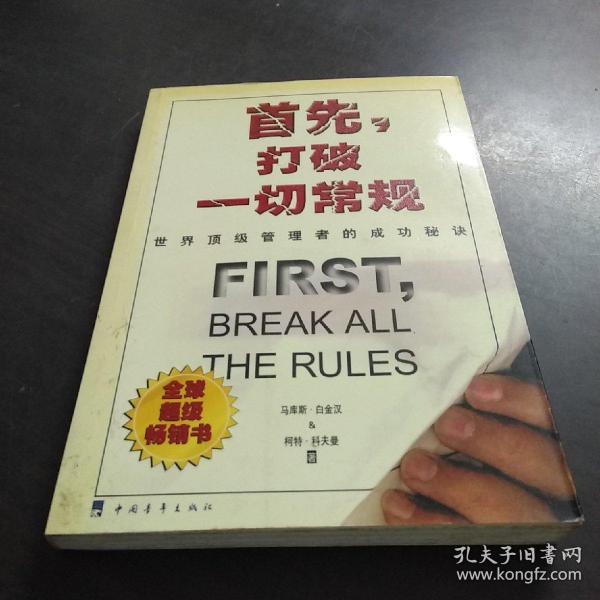 首先，
打破
一切常规
世界顶级管理者的成功秘诀
FIRST,
BREAK ALL
THE RULES
全球
超级
畅销书
马库斯·白金汉
&
柯特·科夫曼
著
中国青年出版社
孔夫子旧书网
www.kongfz.com